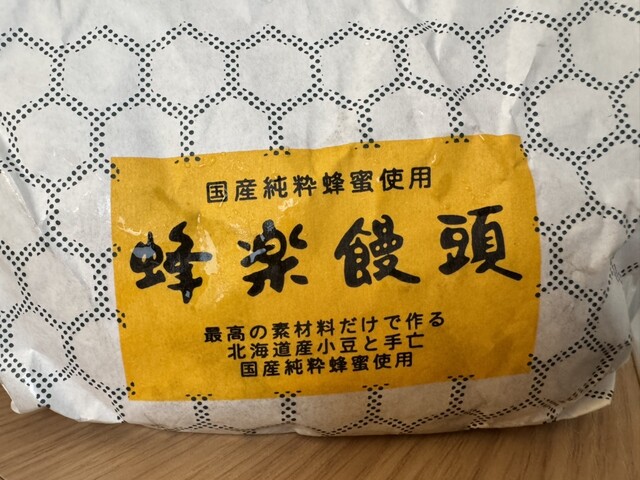 国産純粋蜂蜜使用
蜂楽饅頭
最高の素材料だけで作る
北海道産小豆と手亡
国産純粋蜂蜜使用